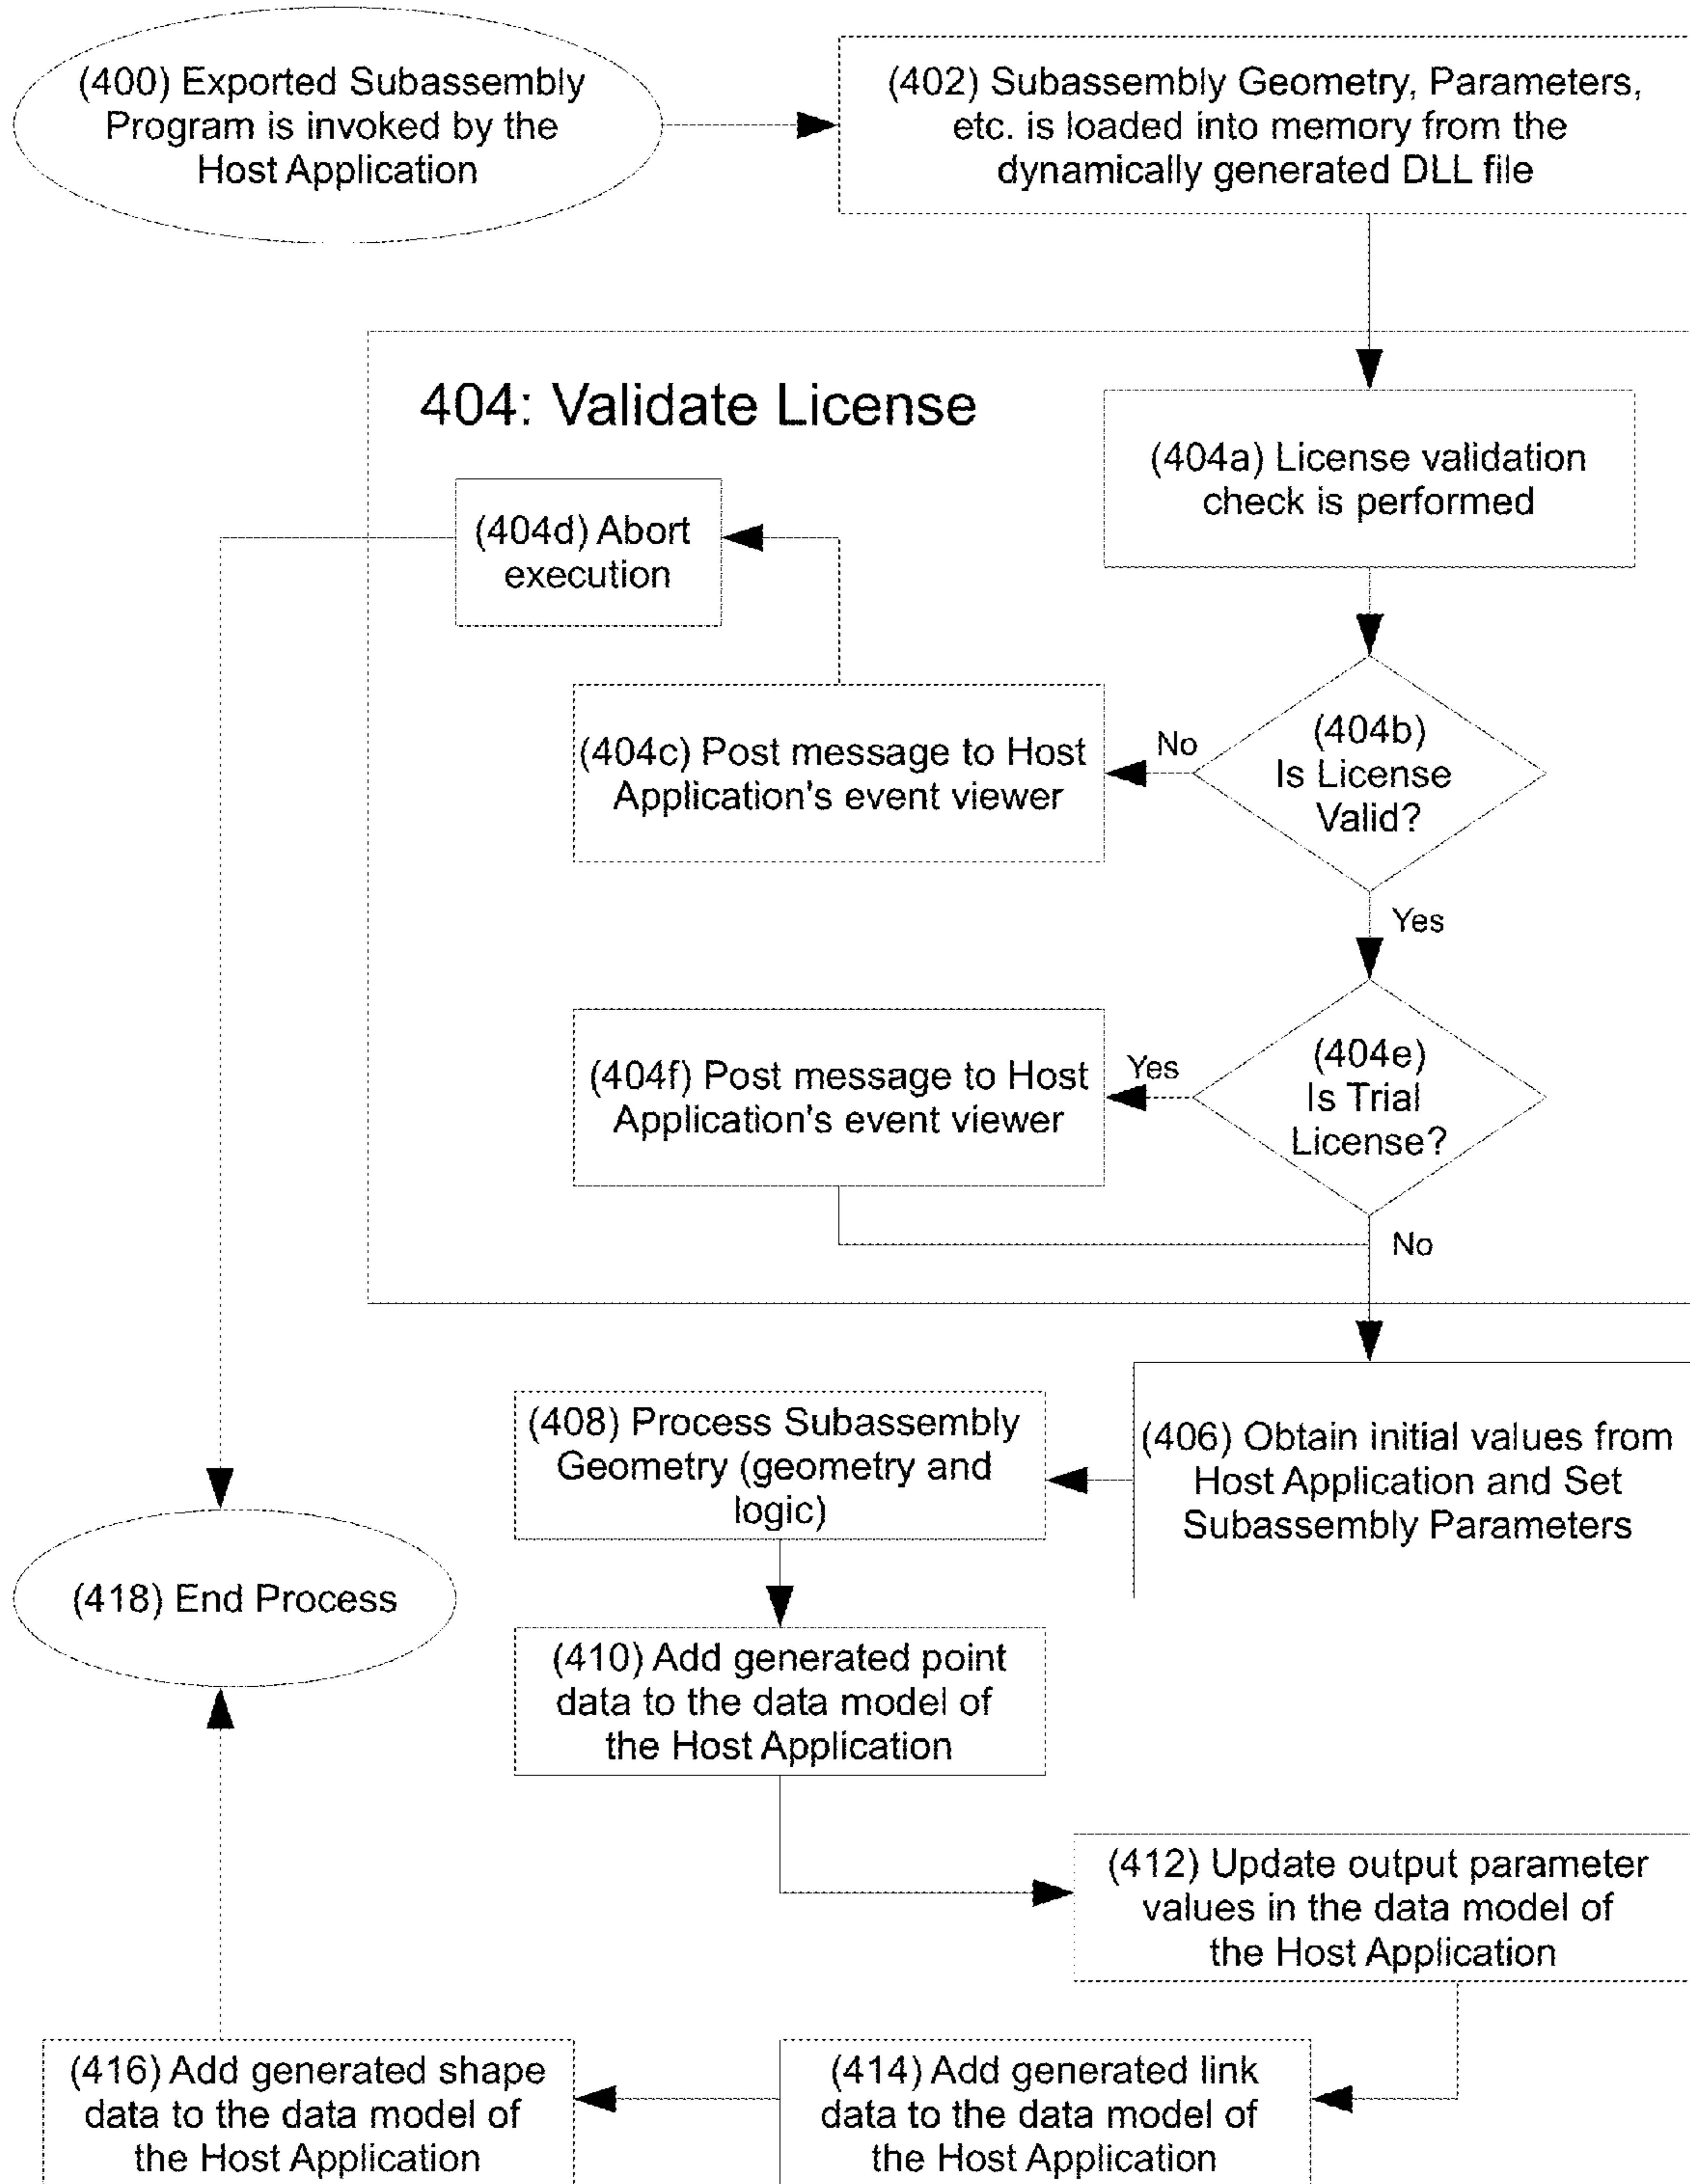 (400) Exported Subassembly
Program is invoked by the
Host Application
(402) Subassembly Geometry, Parameters,
etc. is loaded into memory from the
dynamically generated DLL file
404: Validate License
(404a) License validation
check is performed
(404d) Abort
execution
(404b)
Is License
Valid?
No
(404c) Post message to Host
Application's event viewer
Yes
(404e)
Is Trial
License?
Yes
(404f) Post message to Host
Application's event viewer
No
(406) Obtain initial values from
Host Application and Set
Subassembly Parameters
(408) Process Subassembly
Geometry (geometry and
logic)
(418) End Process
(410) Add generated point
data to the data model of
the Host Application
(412) Update output parameter
values in the data model of
the Host Application
(414) Add generated link
data to the data model of
the Host Application
(416) Add generated shape
data to the data model of
the Host Application